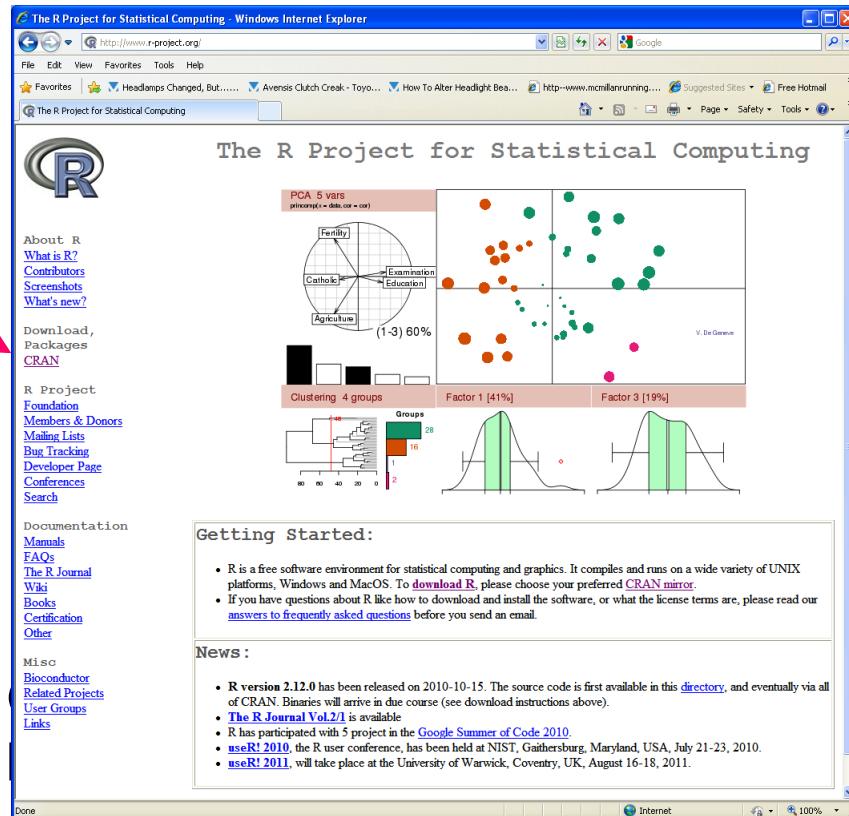 The R Project for Statistical Computing - Windows Internet Explorer
http://www.r-project.org/
Google
File Edit View Favorites Tools Help
Favorites Headlamps Changed, But...... Avensis Clutch Creak - Toyo... How To Alter Headlight Bea... http--www.mcmillanrunning.... Suggested Sites Free Hotmail
The R Project for Statistical Computing
Page Safety Tools
R
The R Project for Statistical Computing
PCA 5 vars
princomp(x = data, cor = cor)
Fertility
Catholic
Examination
Education
Agriculture
(1-3) 60%
V. De Geneve
Clustering 4 groups
Factor 1 [41%]
Factor 3 [19%]
Groups
28
16
1
2
80 60 40 20 0
About R
What is R?
Contributors
Screenshots
What's new?
Download,
Packages
CRAN
R Project
Foundation
Members & Donors
Mailing Lists
Bug Tracking
Developer Page
Conferences
Search
Documentation
Manuals
FAQs
The R Journal
Wiki
Books
Certification
Other
Misc
Bioconductor
Related Projects
User Groups
Links
Getting Started:
• R is a free software environment for statistical computing and graphics. It compiles and runs on a wide variety of UNIX
platforms, Windows and MacOS. To download R, please choose your preferred CRAN mirror.
• If you have questions about R like how to download and install the software, or what the license terms are, please read our
answers to frequently asked questions before you send an email.
News:
• R version 2.12.0 has been released on 2010-10-15. The source code is first available in this directory, and eventually via all
of CRAN. Binaries will arrive in due course (see download instructions above).
• The R Journal Vol.2/1 is available
• R has participated with 5 project in the Google Summer of Code 2010.
• useR! 2010, the R user conference, has been held at NIST, Gaithersburg, Maryland, USA, July 21-23, 2010.
• useR! 2011, will take place at the University of Warwick, Coventry, UK, August 16-18, 2011.
Done
Internet
100%